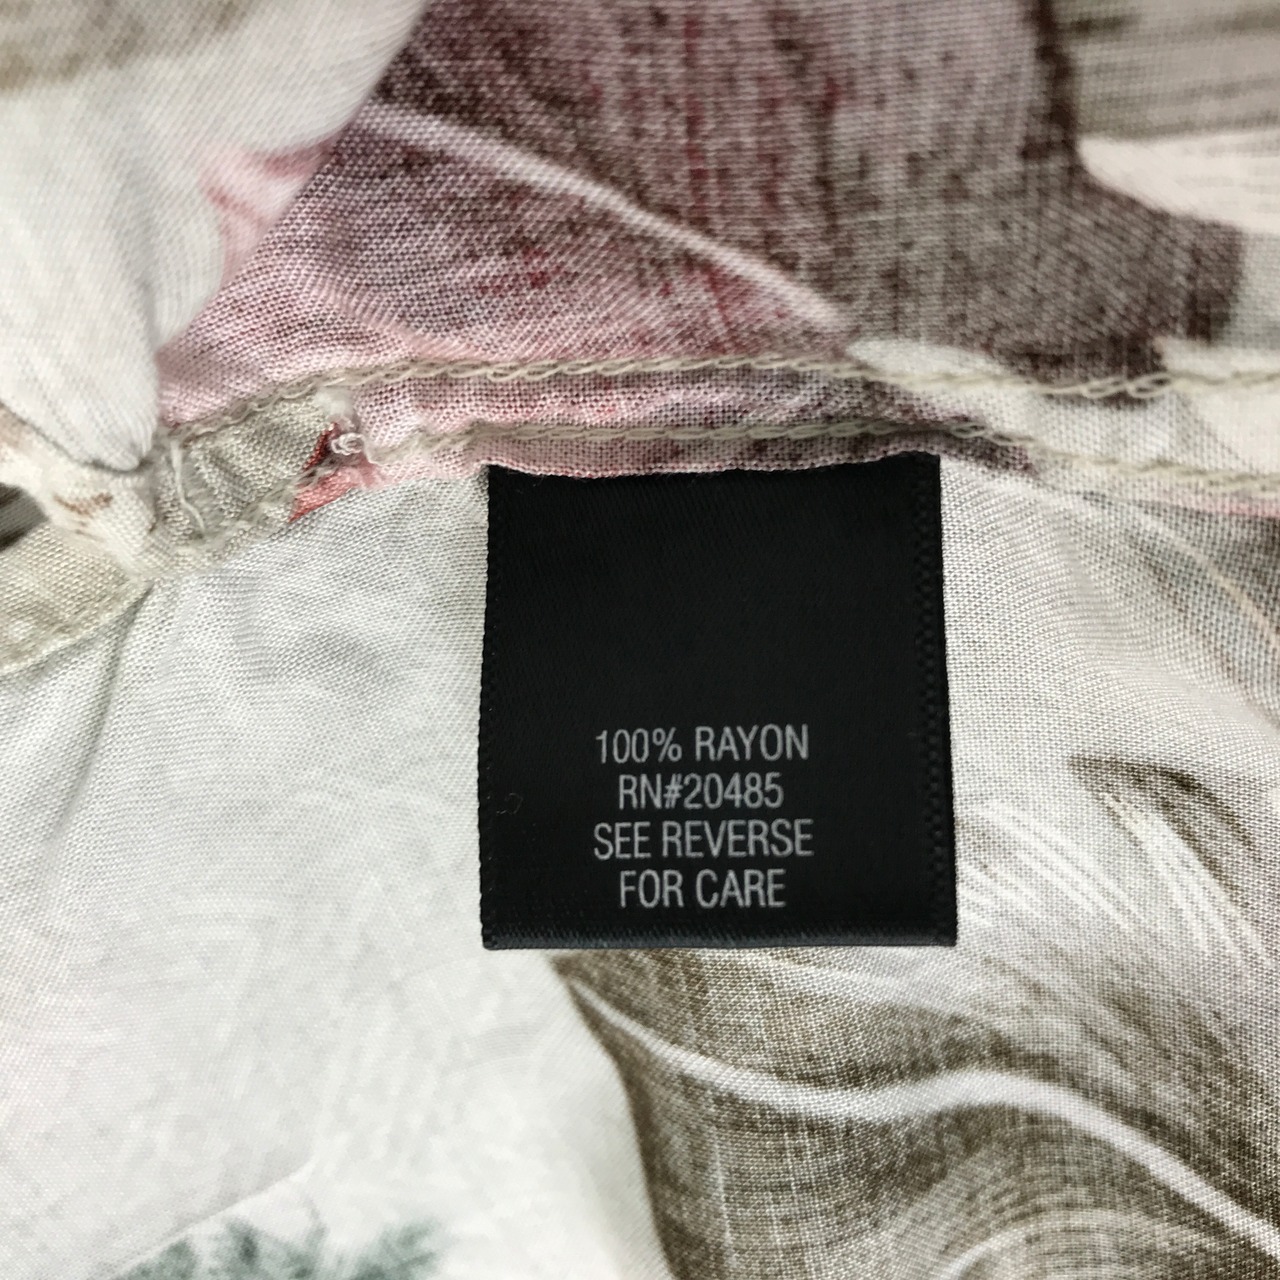 100% RAYON
RN#20485
SEE REVERSE
FOR CARE